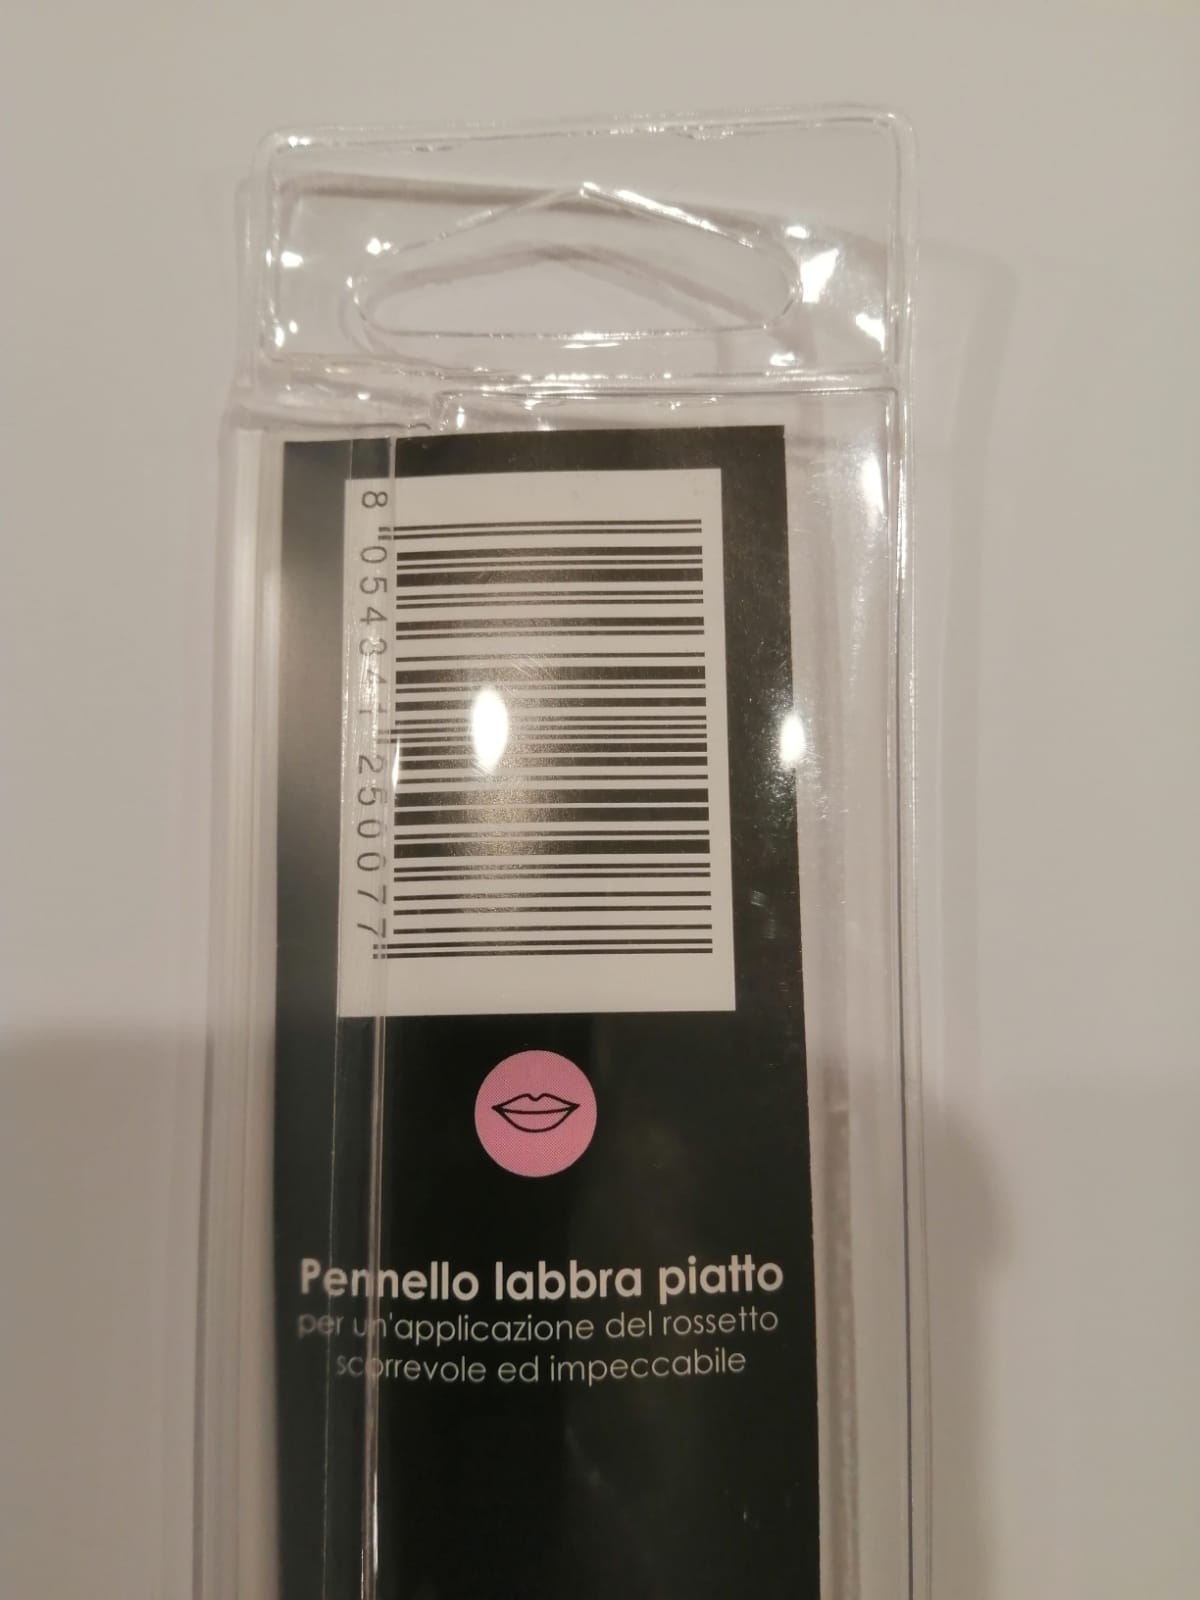 8 054341 250077
Pennello labbra piatto
per un'applicazione del rossetto
scorrevole ed impeccabile